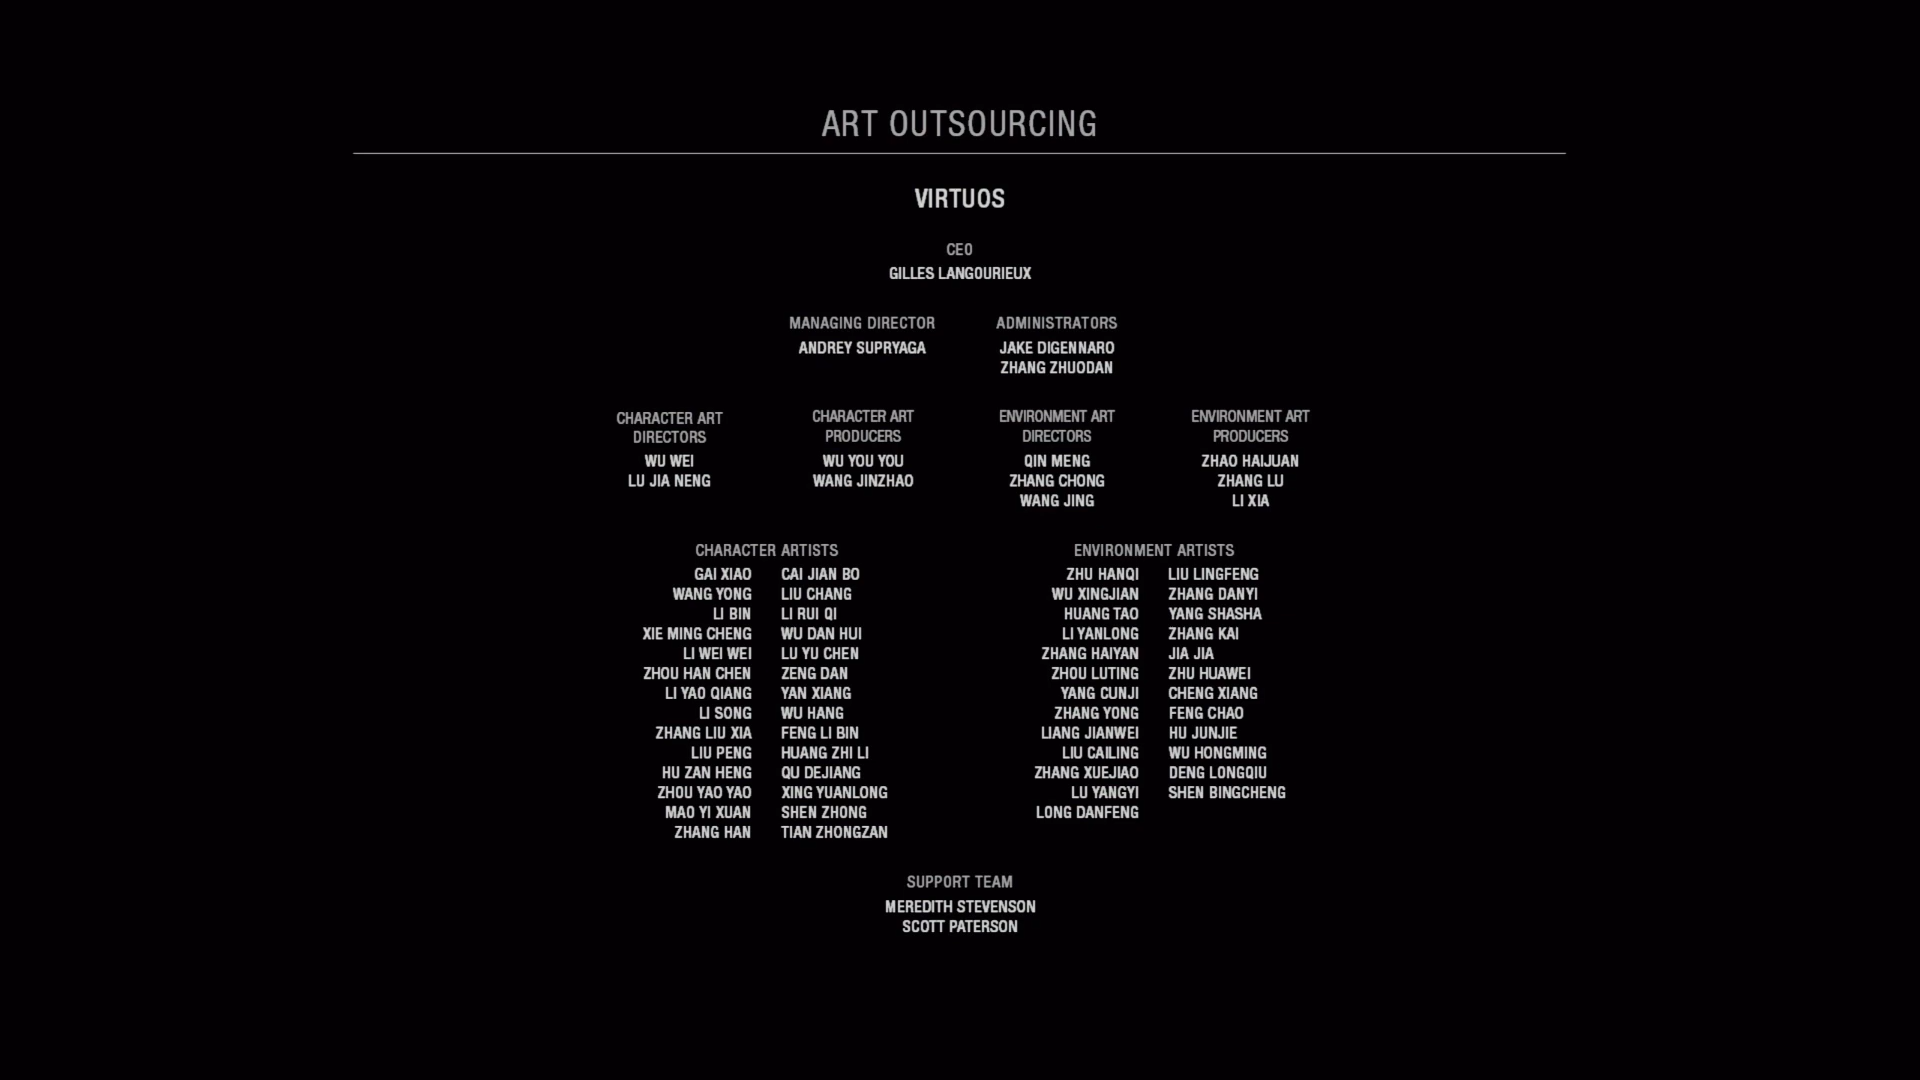 ART OUTSOURCING
VIRTUOS
CEO
GILLES LANGOURIEUX
MANAGING DIRECTOR
ANDREY SUPRYAGA
ADMINISTRATORS
JAKE DIGENNARO
ZHANG ZHUODAN
CHARACTER ART
DIRECTORS
WU WEI
LU JIA NENG
CHARACTER ART
PRODUCERS
WU YOU YOU
WANG JINZHAO
ENVIRONMENT ART
DIRECTORS
QIN MENG
ZHANG CHONG
WANG JING
ENVIRONMENT ART
PRODUCERS
ZHAO HAIJUAN
ZHANG LU
LI XIA
CHARACTER ARTISTS
GAI XIAO CAI JIAN BO
WANG YONG LIU CHANG
LI BIN LI RUI QI
XIE MING CHENG WU DAN HUI
LI WEI WEI LU YU CHEN
ZHOU HAN CHEN ZENG DAN
LI YAO QIANG YAN XIANG
LI SONG WU HANG
ZHANG LIU XIA FENG LI BIN
LIU PENG HUANG ZHI LI
HU ZAN HENG QU DEJIANG
ZHOU YAO YAO XING YUANLONG
MAO YI XUAN SHEN ZHONG
ZHANG HAN TIAN ZHONGZAN
ENVIRONMENT ARTISTS
ZHU HANQI LIU LINGFENG
WU XINGJIAN ZHANG DANYI
HUANG TAO YANG SHASHA
LI YANLONG ZHANG KAI
ZHANG HAIYAN JIA JIA
ZHOU LUTING ZHU HUAWEI
YANG CUNJI CHENG XIANG
ZHANG YONG FENG CHAO
LIANG JIANWEI HU JUNJIE
LIU CAILING WU HONGMING
ZHANG XUEJIAO DENG LONGQIU
LU YANGYI SHEN BINGCHENG
LONG DANFENG
SUPPORT TEAM
MEREDITH STEVENSON
SCOTT PATERSON